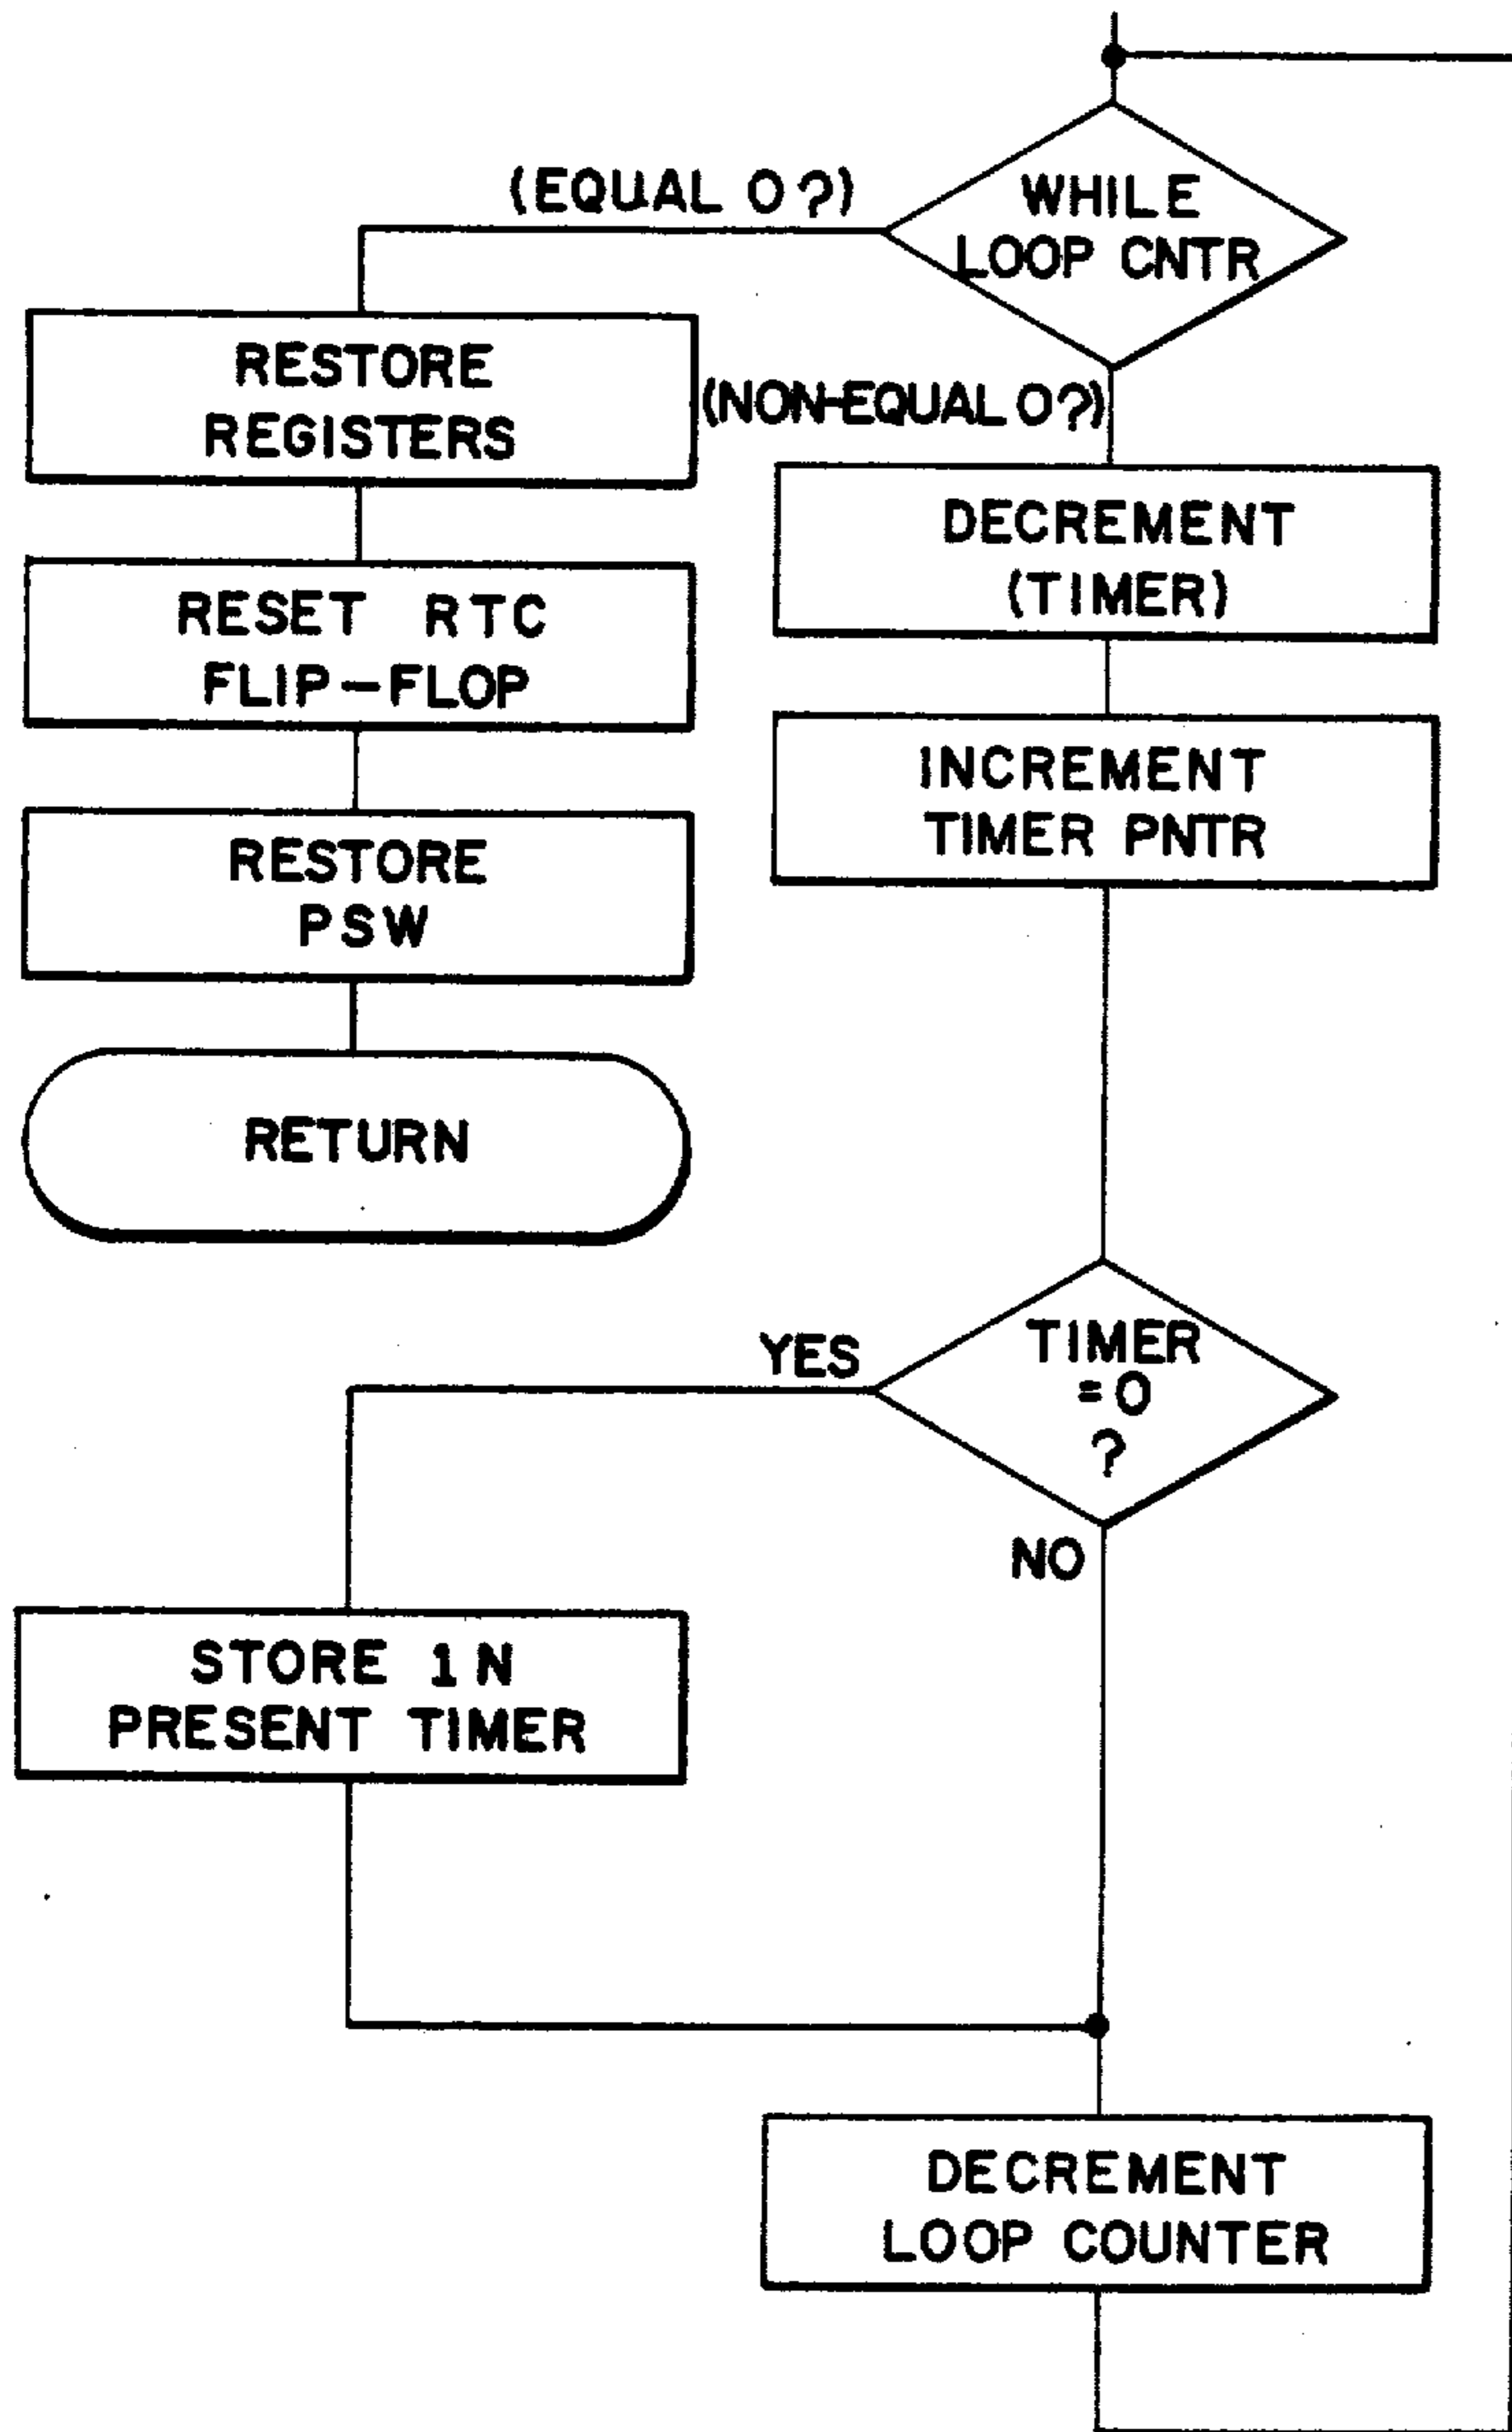 WHILE
LOOP CNTR
(EQUAL 0 ?)
RESTORE
REGISTERS
(NON-EQUAL 0?)
RESET RTC
FLIP-FLOP
RESTORE
PSW
RETURN
DECREMENT
(TIMER)
INCREMENT
TIMER PNTR
TIMER
=0
?
YES
NO
STORE 1 N
PRESENT TIMER
DECREMENT
LOOP COUNTER